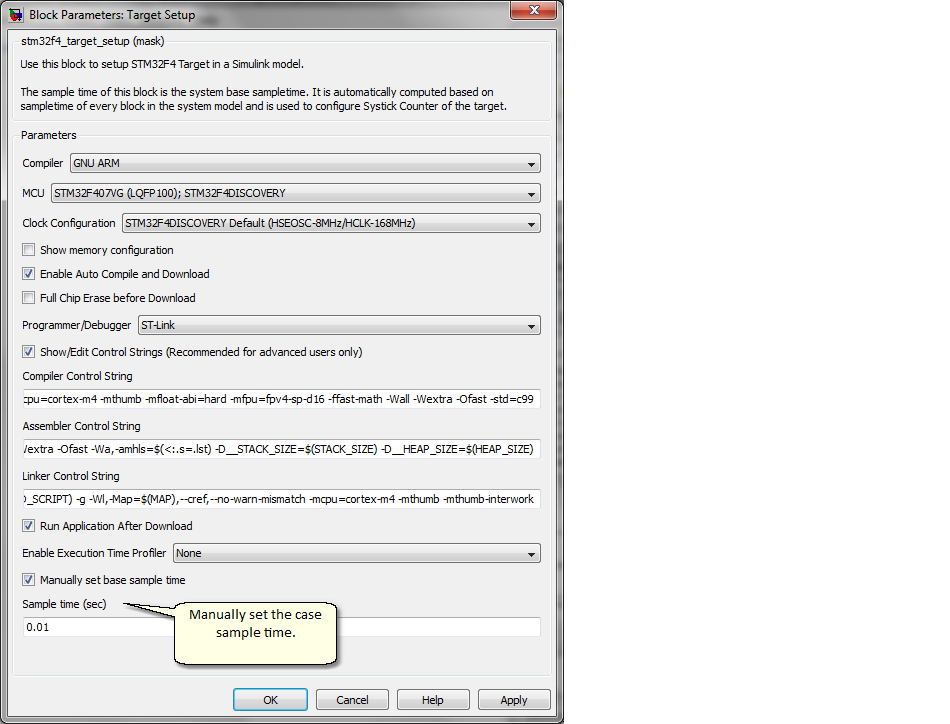 Block Parameters: Target Setup
stm32f4_target_setup (mask)
Use this block to setup STM32F4 Target in a Simulink model.
The sample time of this block is the system base sampletime. It is automatically computed based on
sampletime of every block in the system model and is used to configure Systick Counter of the target.
Parameters
Compiler GNU ARM
MCU STM32F407VG (LQFP100); STM32F4DISCOVERY
Clock Configuration STM32F4DISCOVERY Default (HSEOSC-8MHz/HCLK-168MHz)
Show memory configuration
Enable Auto Compile and Download
Full Chip Erase before Download
Programmer/Debugger ST-Link
Show/Edit Control Strings (Recommended for advanced users only)
Compiler Control String
cpu=cortex-m4 -mthumb -mfloat-abi=hard -mfpu=fpv4-sp-d16 -ffast-math -Wall -Wextra -Ofast -std=c99
Assembler Control String
Wextra -Ofast -Wa,-amhls=$(<:.s=.lst) -D__STACK_SIZE=$(STACK_SIZE) -D__HEAP_SIZE=$(HEAP_SIZE)
Linker Control String
D_SCRIPT) -g -Wl,-Map=$(MAP),--cref,--no-warn-mismatch -mcpu=cortex-m4 -mthumb -mthumb-interwork
Run Application After Download
Enable Execution Time Profiler None
Manually set base sample time
Sample time (sec)
0.01
Manually set the case
sample time.
OK Cancel Help Apply